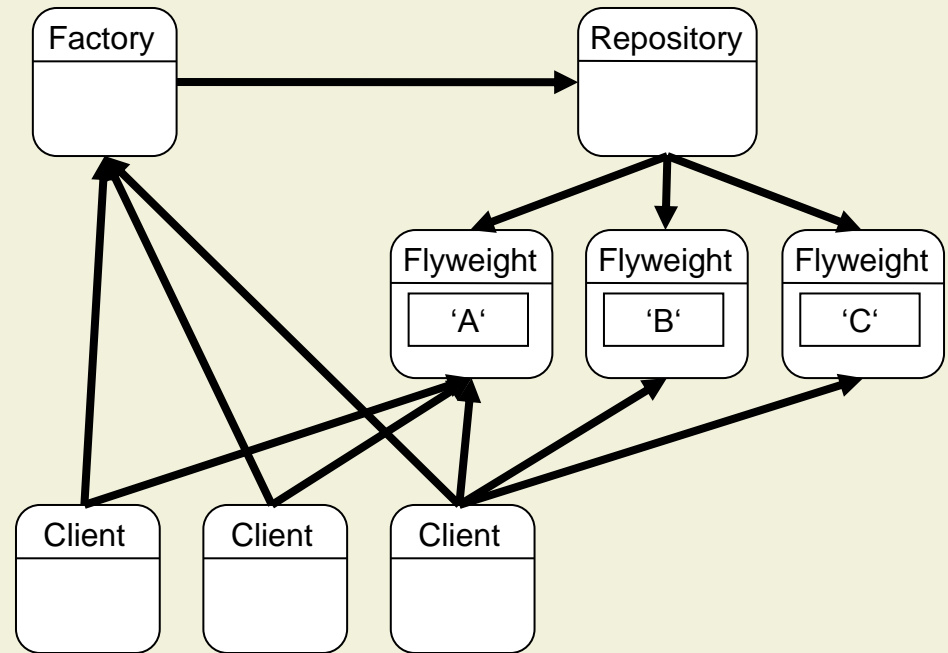 Factory
Repository
Flyweight
Flyweight
Flyweight
‘A‘
‘B‘
‘C‘
Client
Client
Client